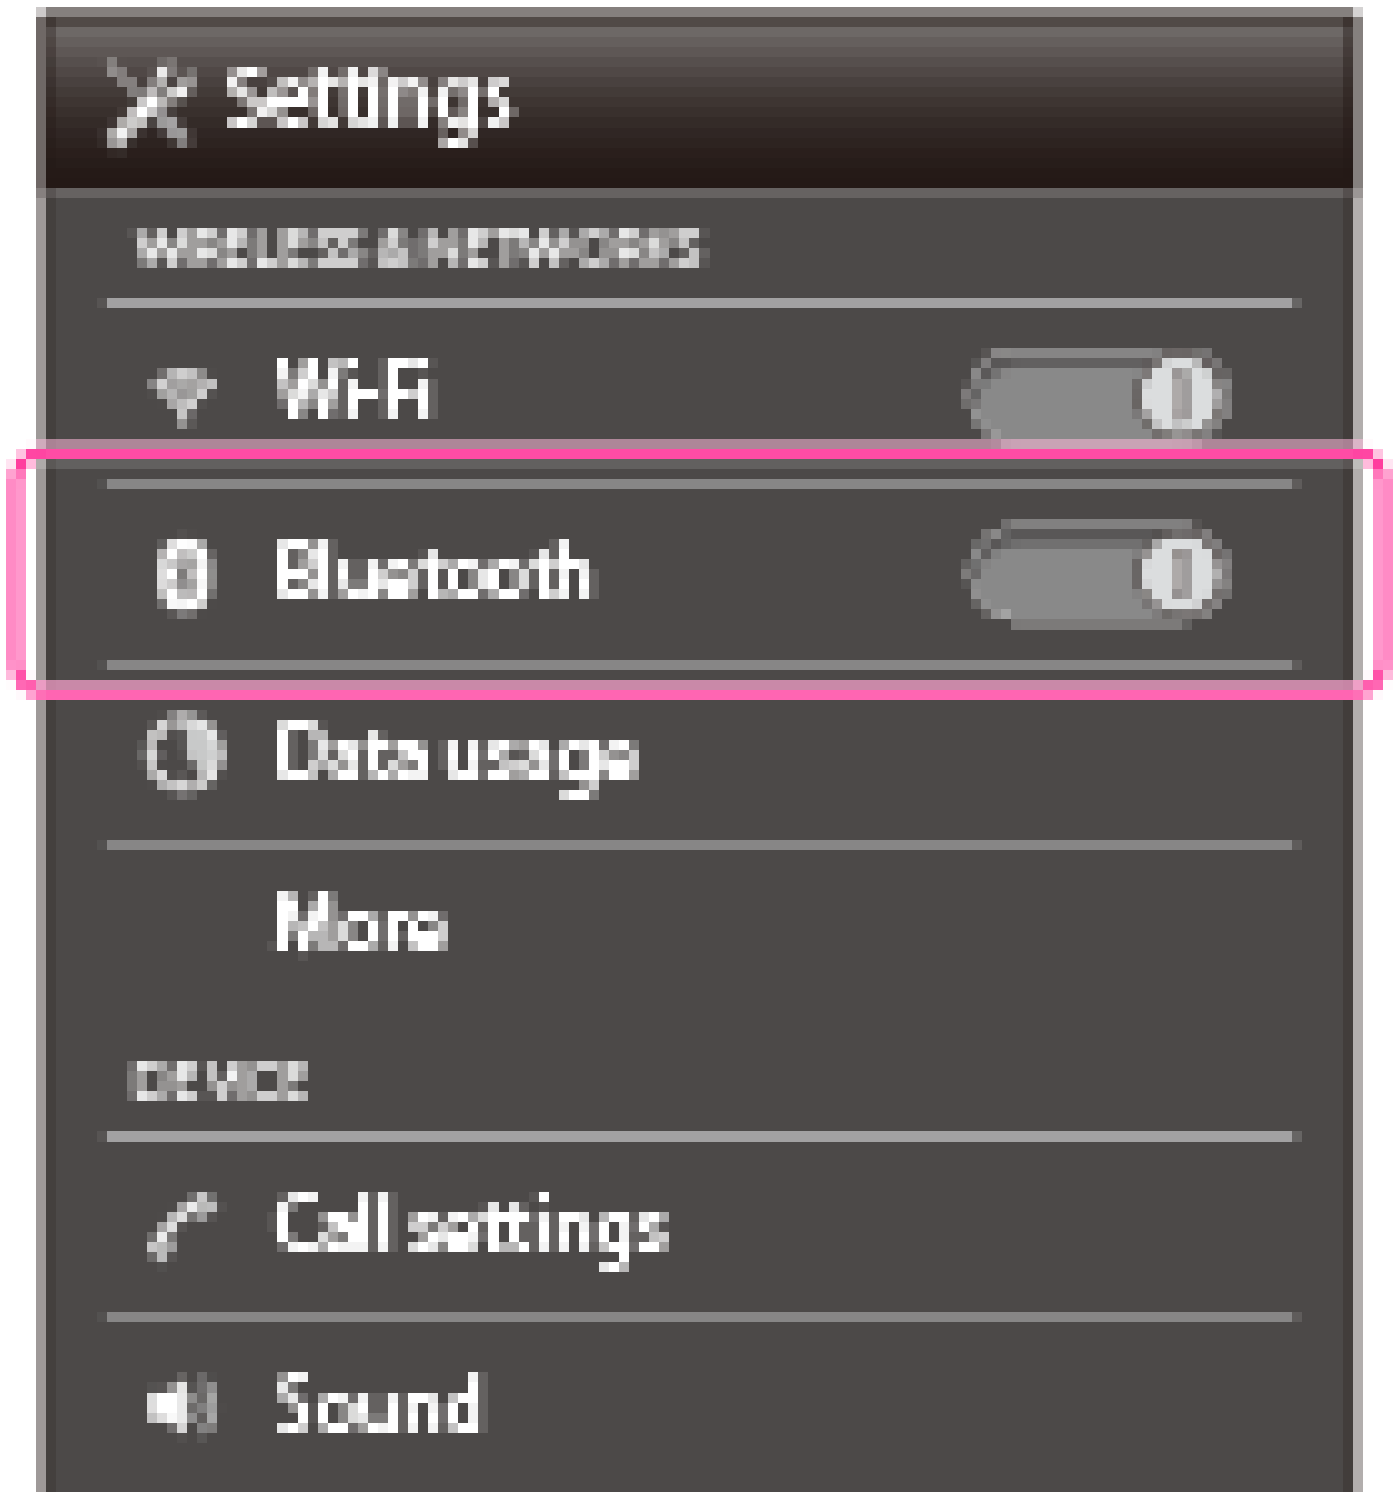 Settings
WIRELESS & NETWORKS
Wi-Fi
Bluetooth
Data usage
More
DEVICE
Call settings
Sound